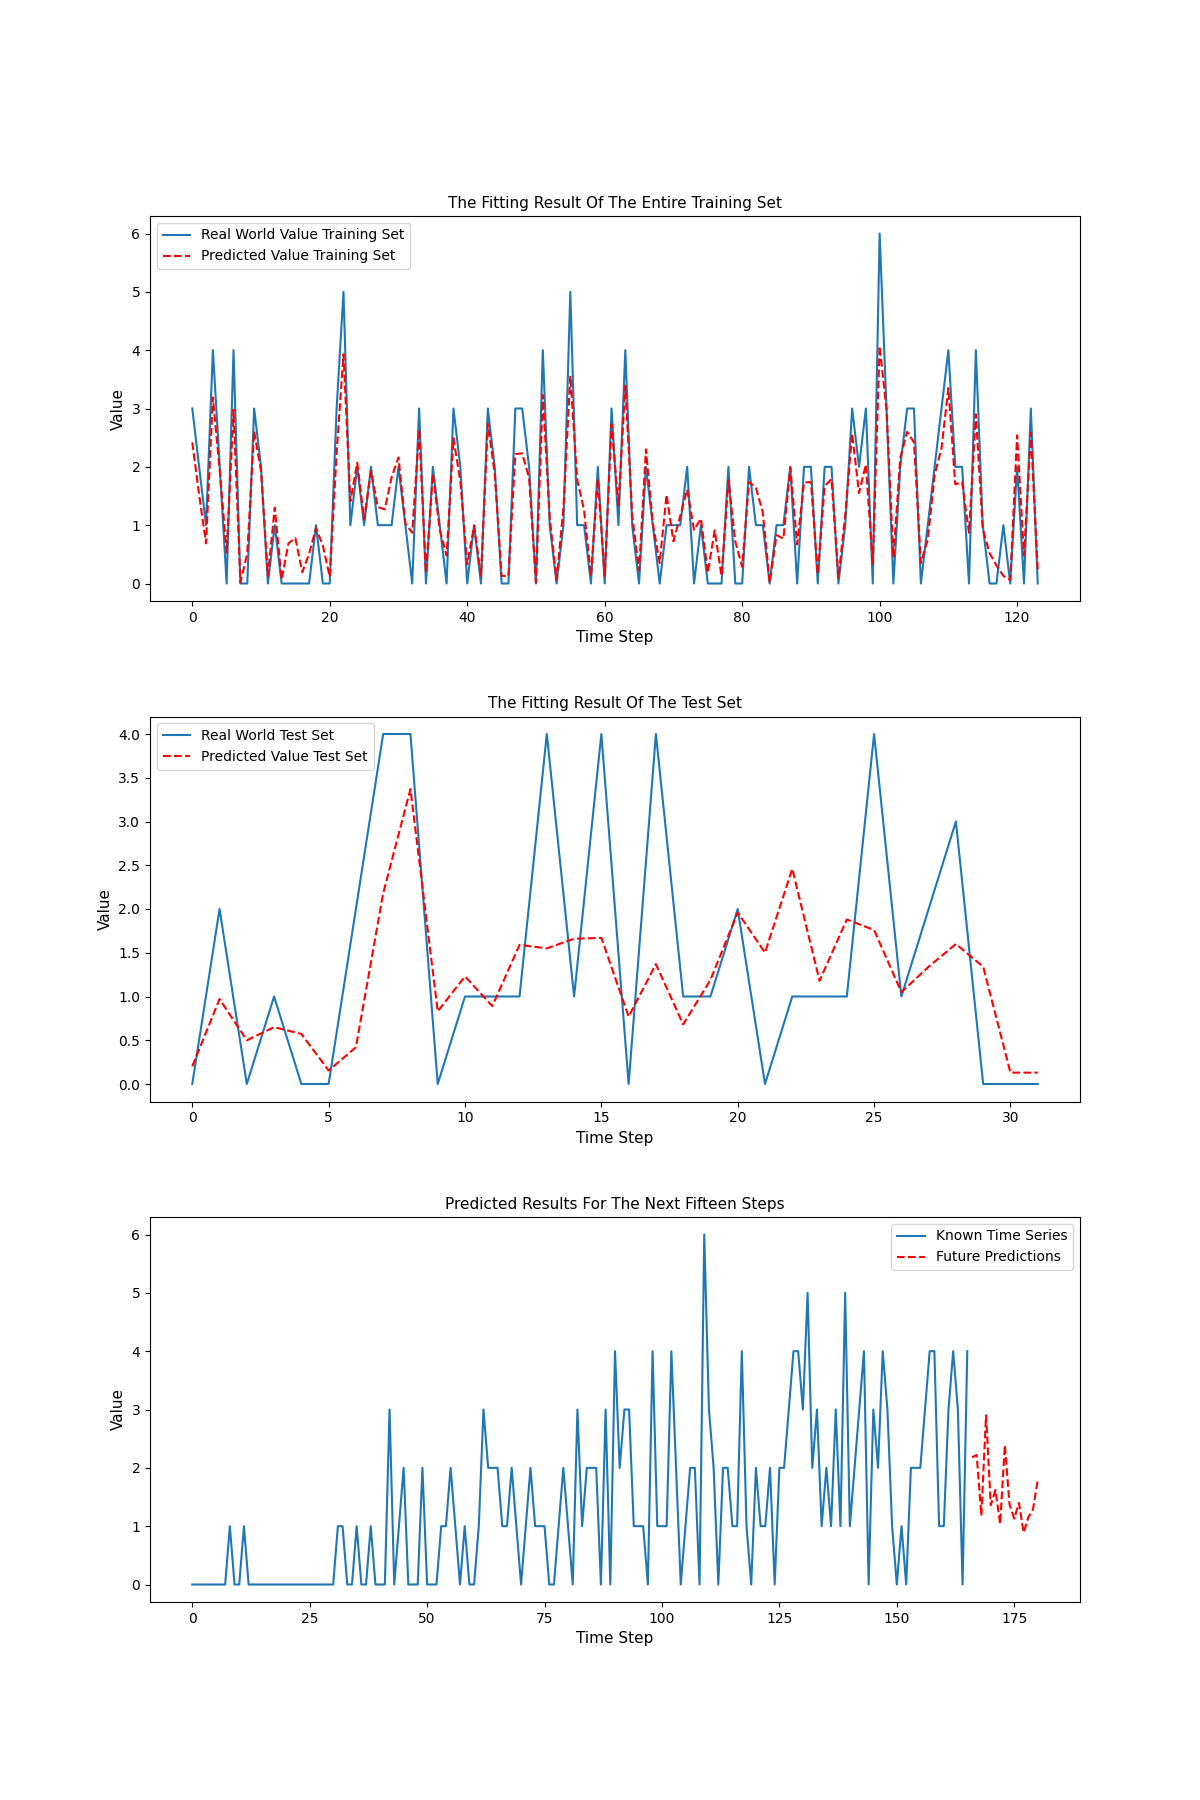 The Fitting Result Of The Entire Training Set
Real World Value Training Set
Predicted Value Training Set
Value
6
5
4
3
2
1
0
0 20 40 60 80 100 120
Time Step
The Fitting Result Of The Test Set
Real World Test Set
Predicted Value Test Set
Value
4.0
3.5
3.0
2.5
2.0
1.5
1.0
0.5
0.0
0 5 10 15 20 25 30
Time Step
Predicted Results For The Next Fifteen Steps
Known Time Series
Future Predictions
Value
6
5
4
3
2
1
0
0 25 50 75 100 125 150 175
Time Step